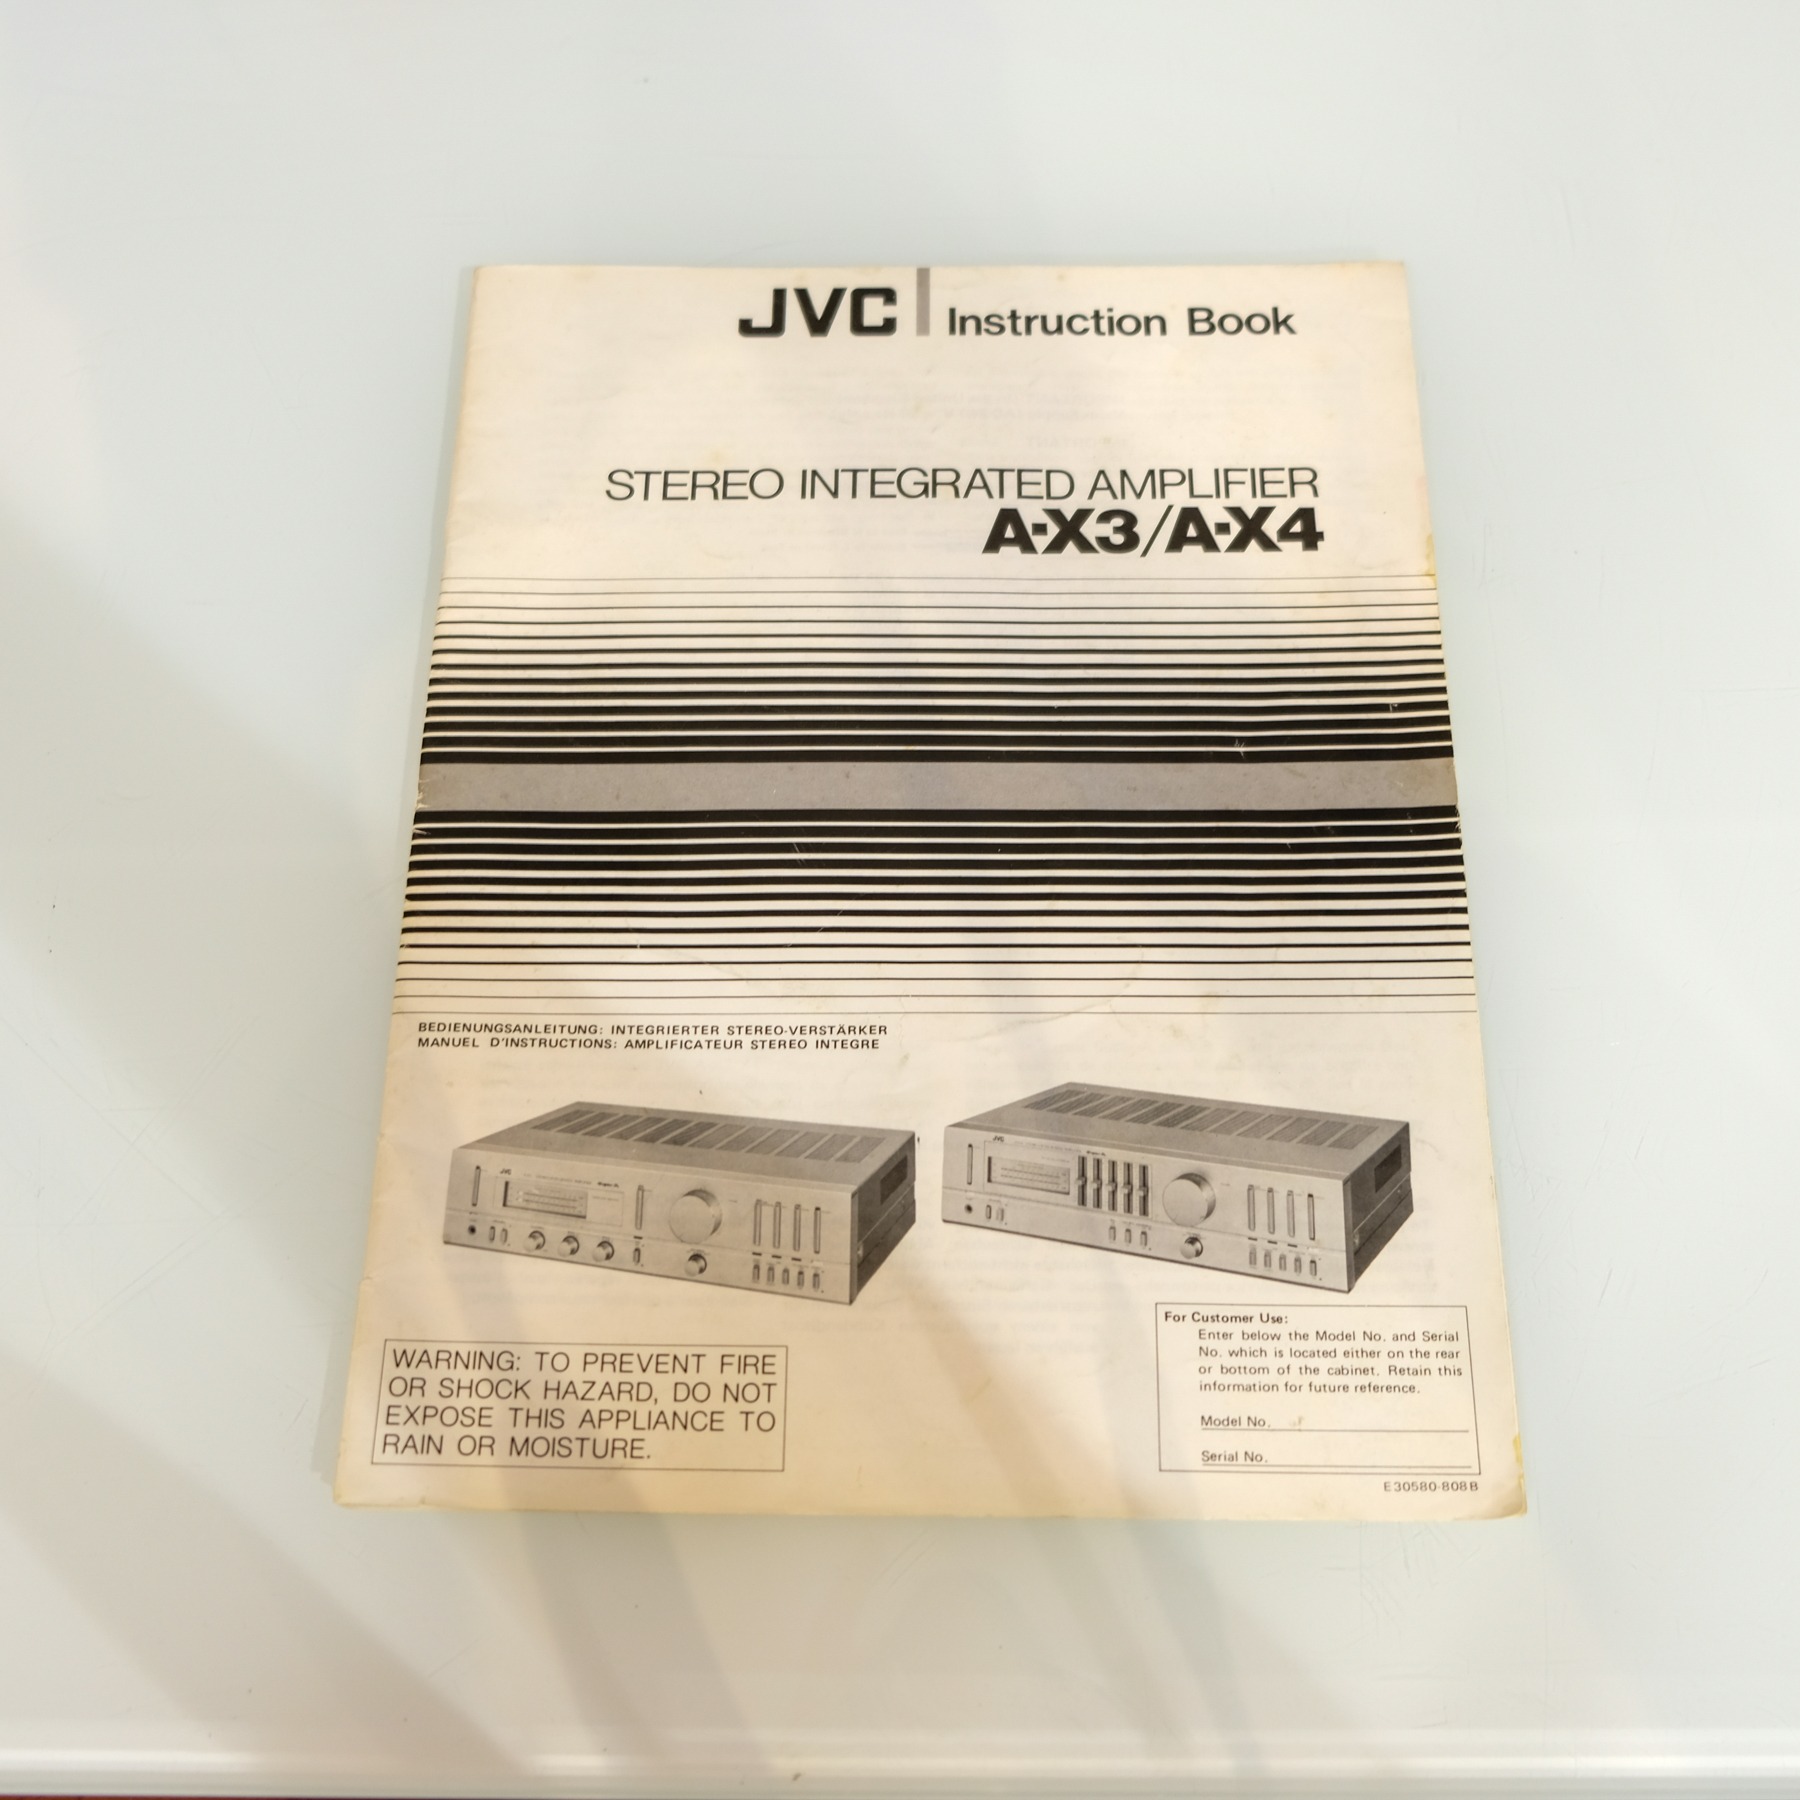 JVC Instruction Book
STEREO INTEGRATED AMPLIFIER
A·X3/A·X4
BEDIENUNGSANLEITUNG: INTEGRIERTER STEREO-VERSTÄRKER
MANUEL D'INSTRUCTIONS: AMPLIFICATEUR STEREO INTEGRE
JVC
JVC
For Customer Use:
Enter below the Model No. and Serial
No. which is located either on the rear
or bottom of the cabinet. Retain this
information for future reference.
Model No.
Serial No.
WARNING: TO PREVENT FIRE
OR SHOCK HAZARD, DO NOT
EXPOSE THIS APPLIANCE TO
RAIN OR MOISTURE.
E30580-808B